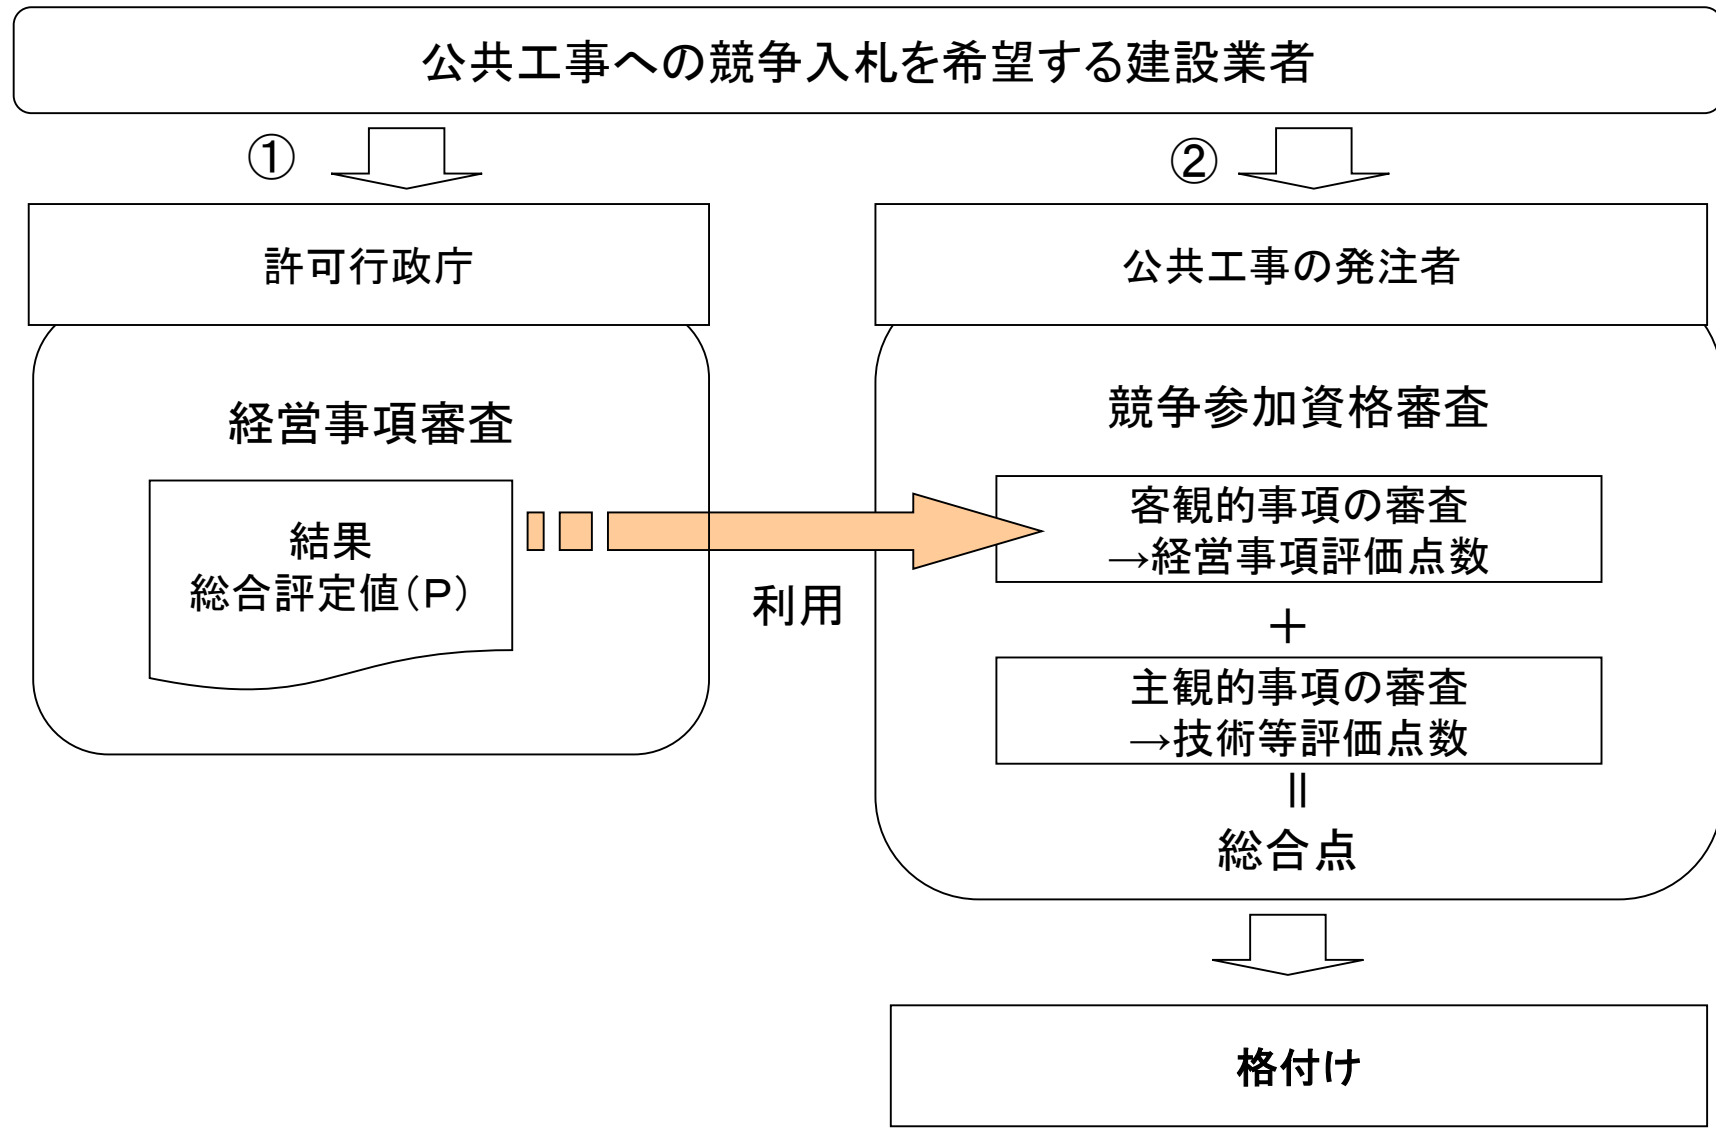 公共工事への競争入札を希望する建設業者
①
②
許可行政庁
公共工事の発注者
経営事項審査
競争参加資格審査
結果
総合評定値(P)
利用
客観的事項の審査
→経営事項評価点数
+
主観的事項の審査
→技術等評価点数
=
総合点
格付け